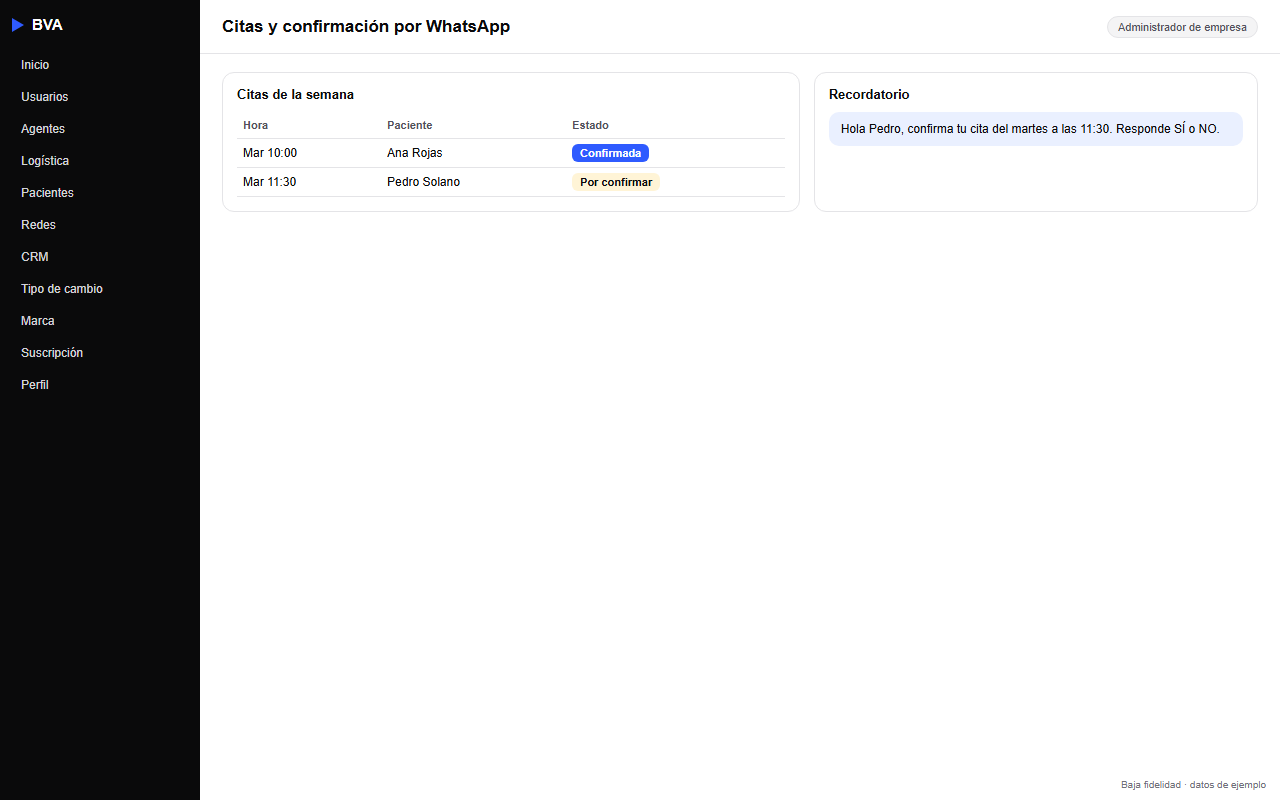 BVA
Inicio
Usuarios
Agentes
Logística
Pacientes
Redes
CRM
Tipo de cambio
Marca
Suscripción
Perfil
Citas y confirmación por WhatsApp
Administrador de empresa
Citas de la semana
Hora Paciente Estado
Mar 10:00 Ana Rojas Confirmada
Mar 11:30 Pedro Solano Por confirmar
Recordatorio
Hola Pedro, confirma tu cita del martes a las 11:30. Responde SÍ o NO.
Baja fidelidad · datos de ejemplo